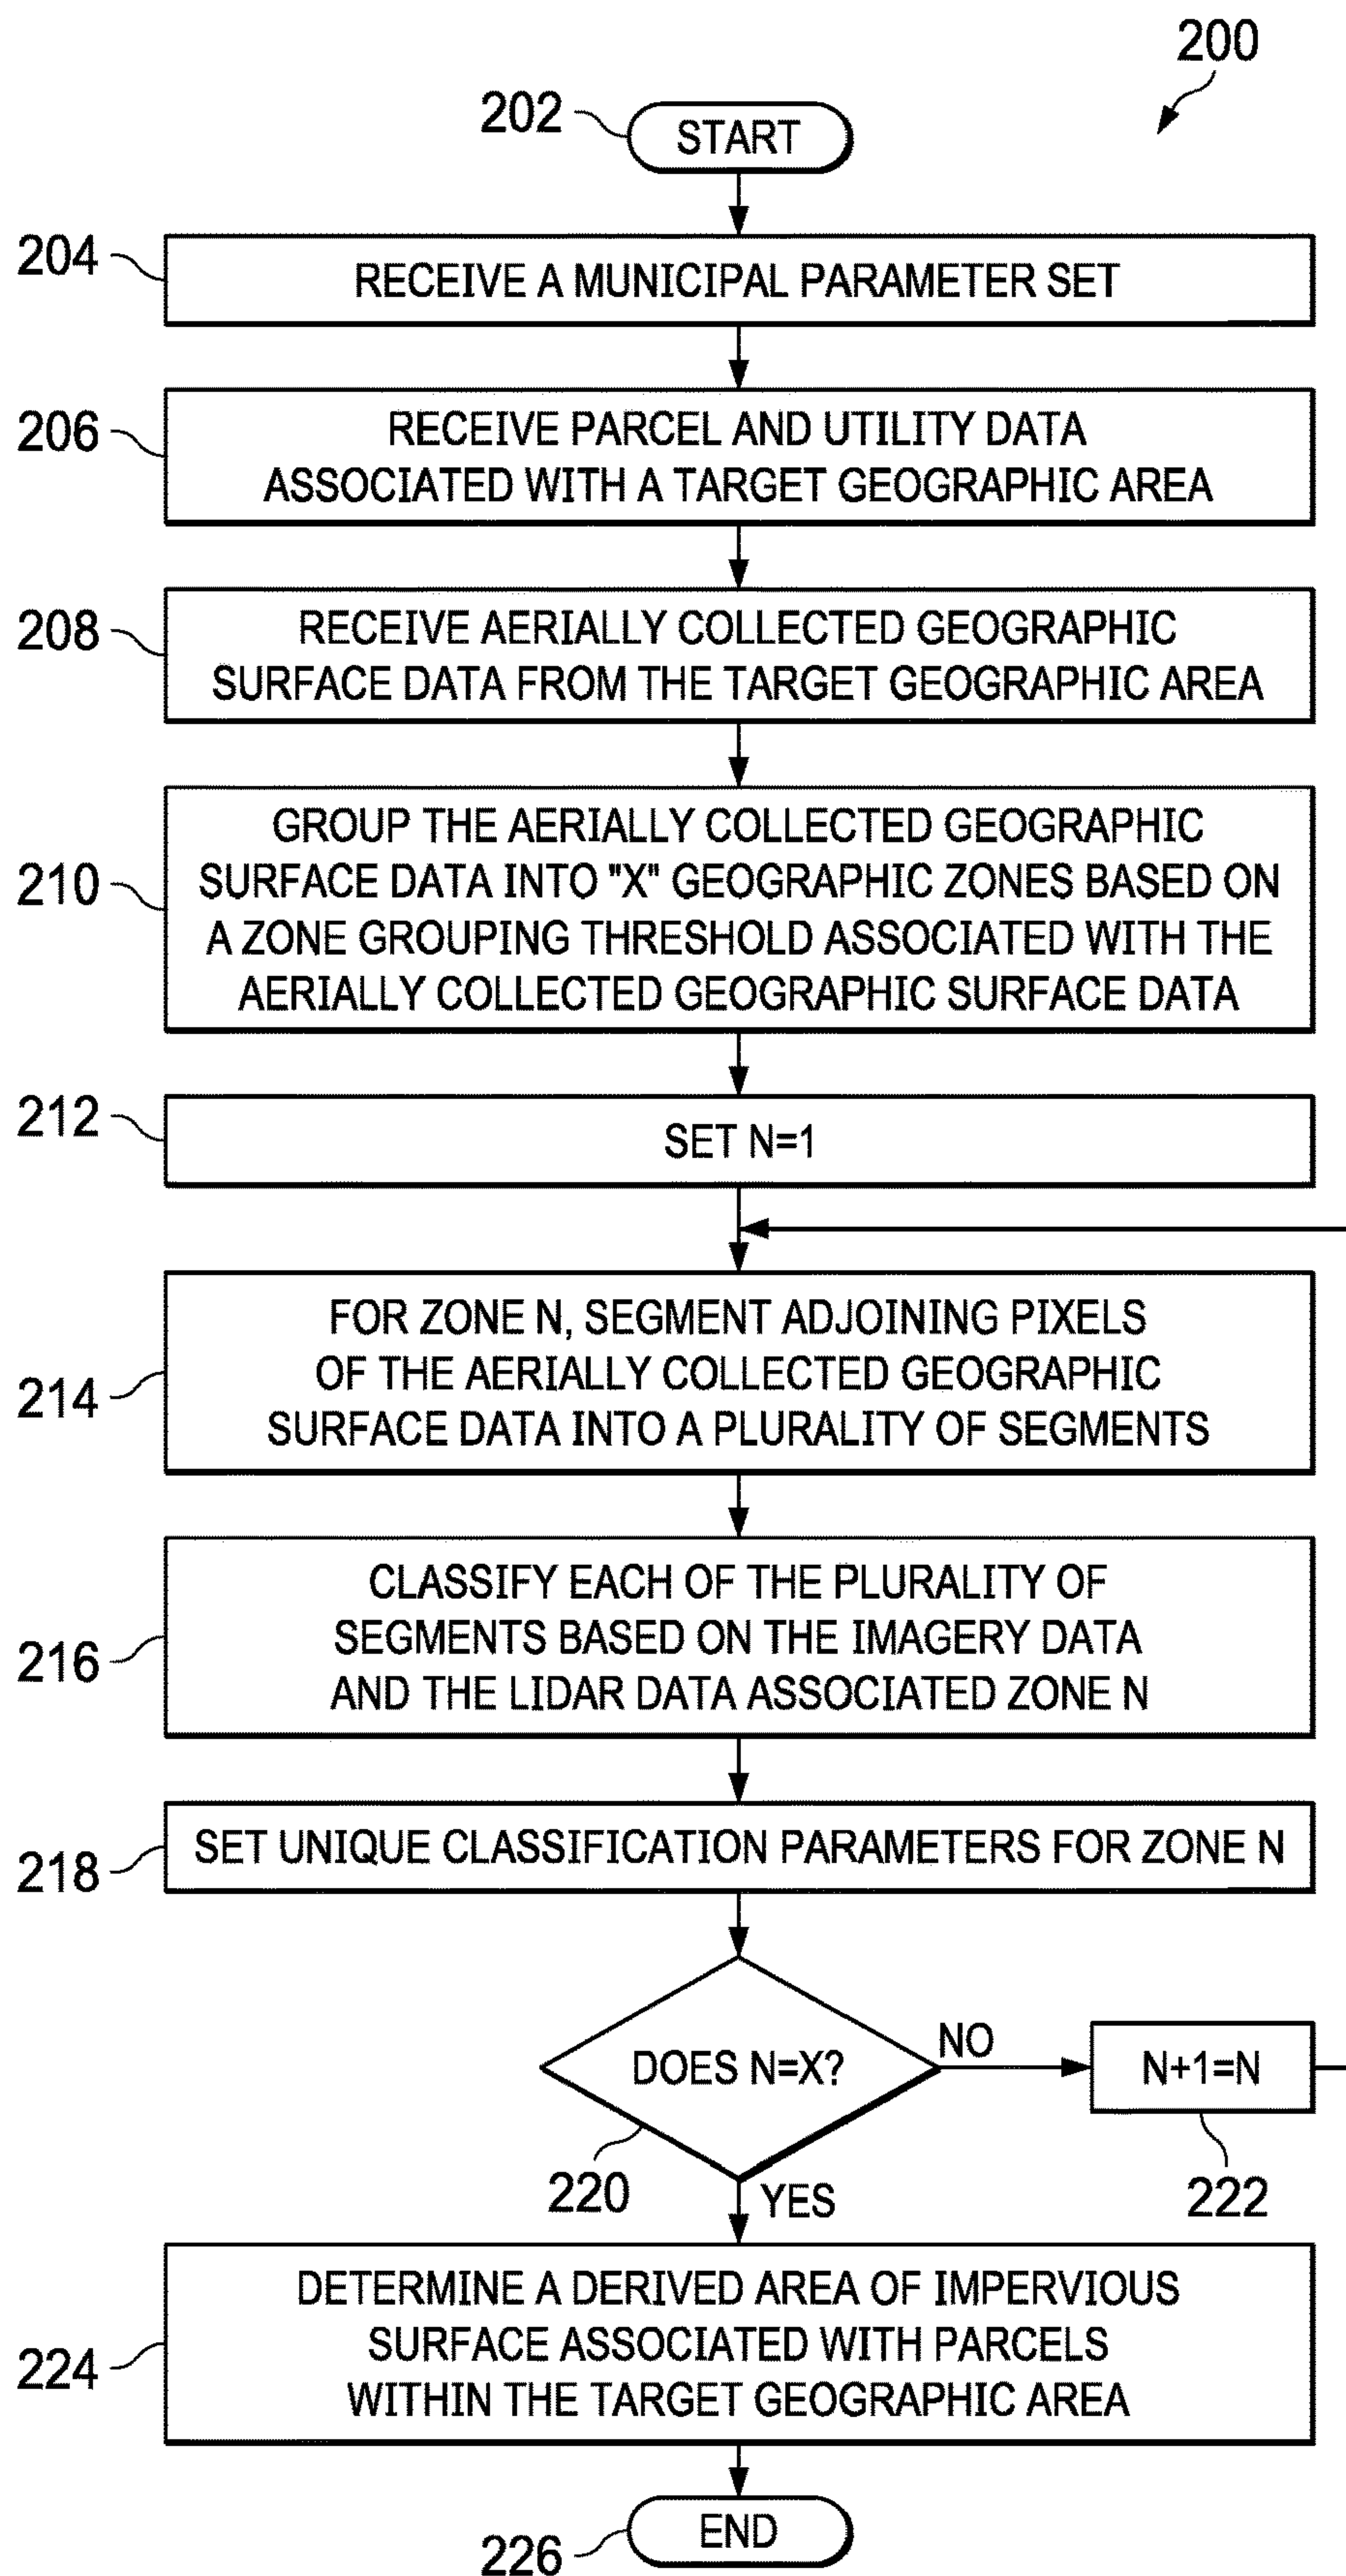 200
202
START
204
RECEIVE A MUNICIPAL PARAMETER SET
206
RECEIVE PARCEL AND UTILITY DATA
ASSOCIATED WITH A TARGET GEOGRAPHIC AREA
208
RECEIVE AERIALLY COLLECTED GEOGRAPHIC
SURFACE DATA FROM THE TARGET GEOGRAPHIC AREA
210
GROUP THE AERIALLY COLLECTED GEOGRAPHIC
SURFACE DATA INTO "X" GEOGRAPHIC ZONES BASED ON
A ZONE GROUPING THRESHOLD ASSOCIATED WITH THE
AERIALLY COLLECTED GEOGRAPHIC SURFACE DATA
212
SET N=1
214
FOR ZONE N, SEGMENT ADJOINING PIXELS
OF THE AERIALLY COLLECTED GEOGRAPHIC
SURFACE DATA INTO A PLURALITY OF SEGMENTS
216
CLASSIFY EACH OF THE PLURALITY OF
SEGMENTS BASED ON THE IMAGERY DATA
AND THE LIDAR DATA ASSOCIATED ZONE N
218
SET UNIQUE CLASSIFICATION PARAMETERS FOR ZONE N
DOES N=X?
NO
N+1=N
220
YES
222
224
DETERMINE A DERIVED AREA OF IMPERVIOUS
SURFACE ASSOCIATED WITH PARCELS
WITHIN THE TARGET GEOGRAPHIC AREA
226
END